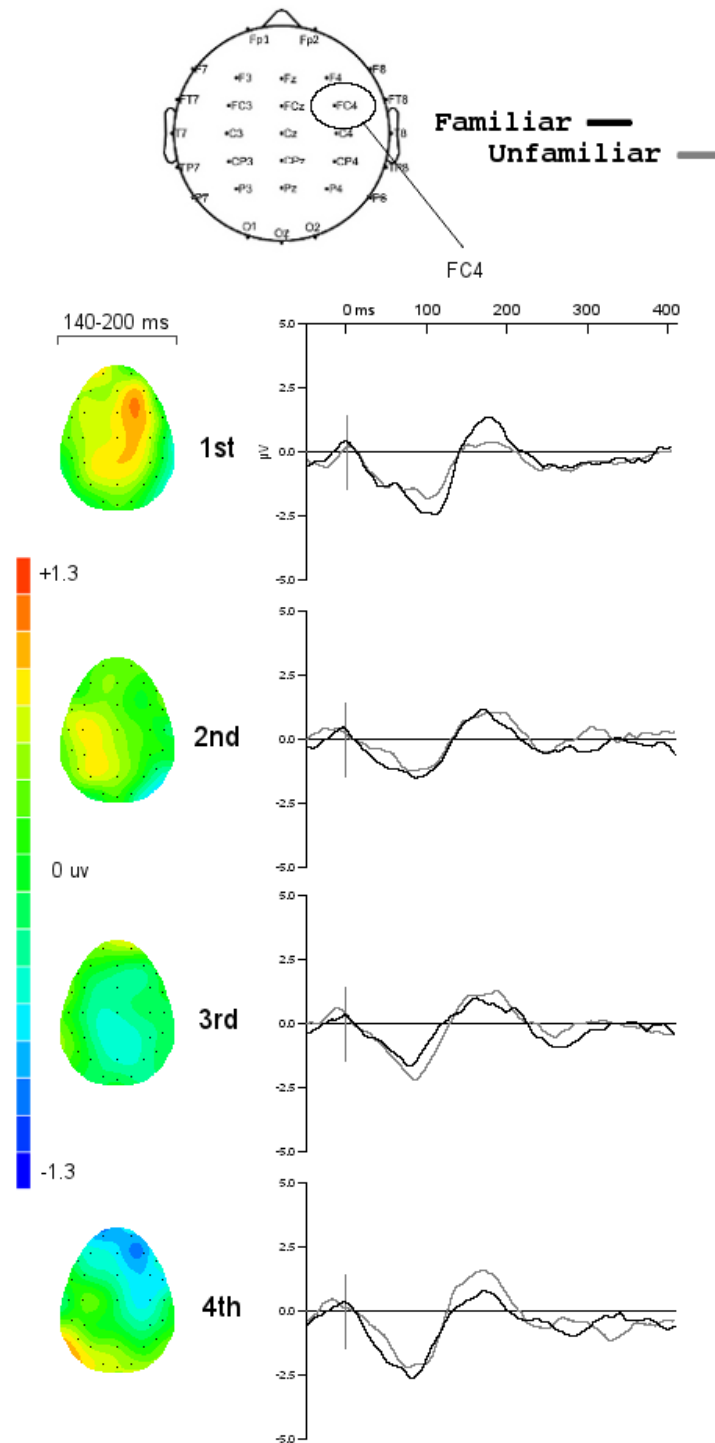 Fp1 Fp2
F7 F3 Fz F4 F8
FT7 FC3 FCz FC4 FT8
T7 C3 Cz C4 T8
TP7 CP3 CPz CP4 TP8
P7 P3 Pz P4 P8
O1 Oz O2
Familiar
Unfamiliar
FC4
140-200 ms
0 ms 100 200 300 400
5.0
2.5
0.0
-2.5
-5.0
µV
1st
+1.3
0 uv
-1.3
5.0
2.5
0.0
-2.5
-5.0
2nd
5.0
2.5
0.0
-2.5
-5.0
3rd
5.0
2.5
0.0
-2.5
-5.0
4th